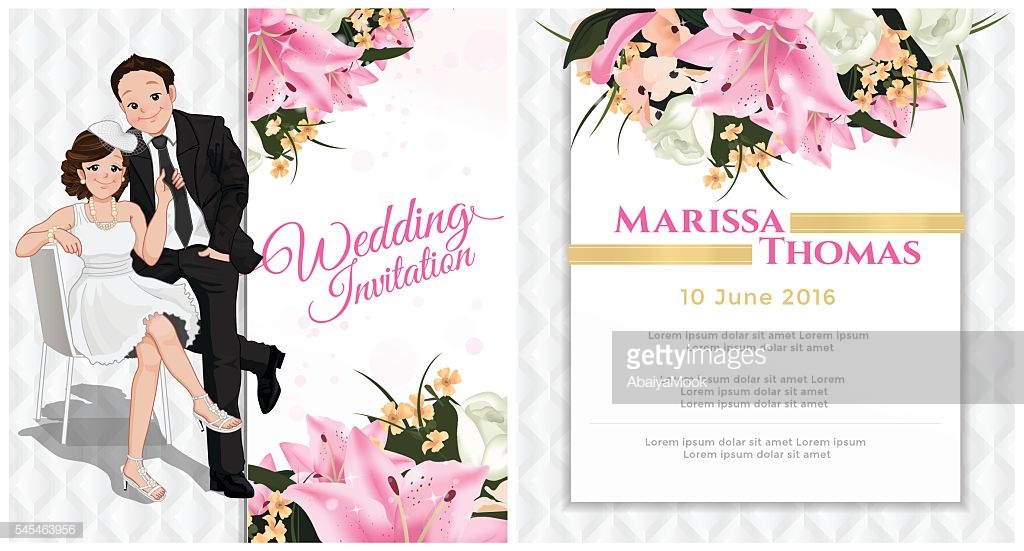 Wedding
Invitation
MARISSA
THOMAS
10 June 2016
Lorem ipsum dolar sit amet Lorem ipsum
Lorem ipsum dolar sit amet
gettyimages
AbaiyaMook
Lorem ipsum dolar sit amet Lorem
Lorem ipsum dolar sit amet Lorem
Lorem ipsum dolar sit amet Lorem
Lorem ipsum dolar sit amet Lorem ipsum
Lorem ipsum dolar sit amet
545463956